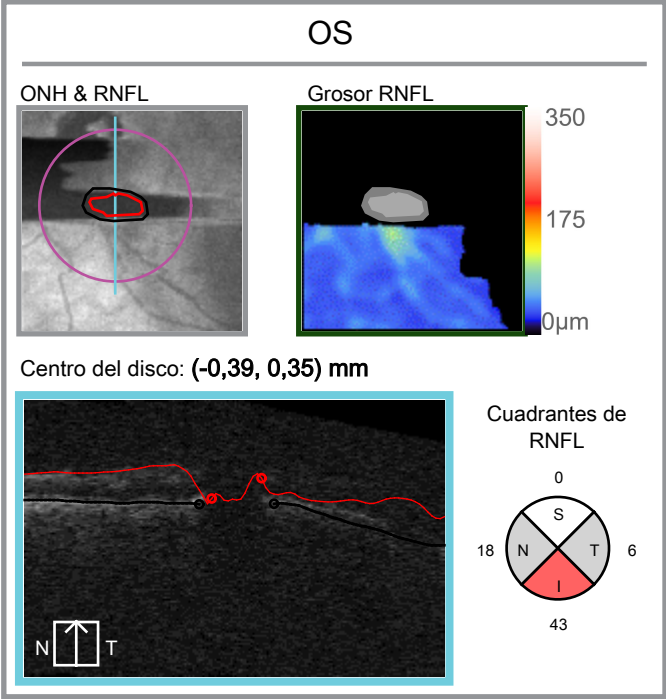 OS
ONH & RNFL
Grosor RNFL
350
175
0µm
Centro del disco: (-0,39, 0,35) mm
N T
Cuadrantes de
RNFL
0
S
18 N T 6
I
43